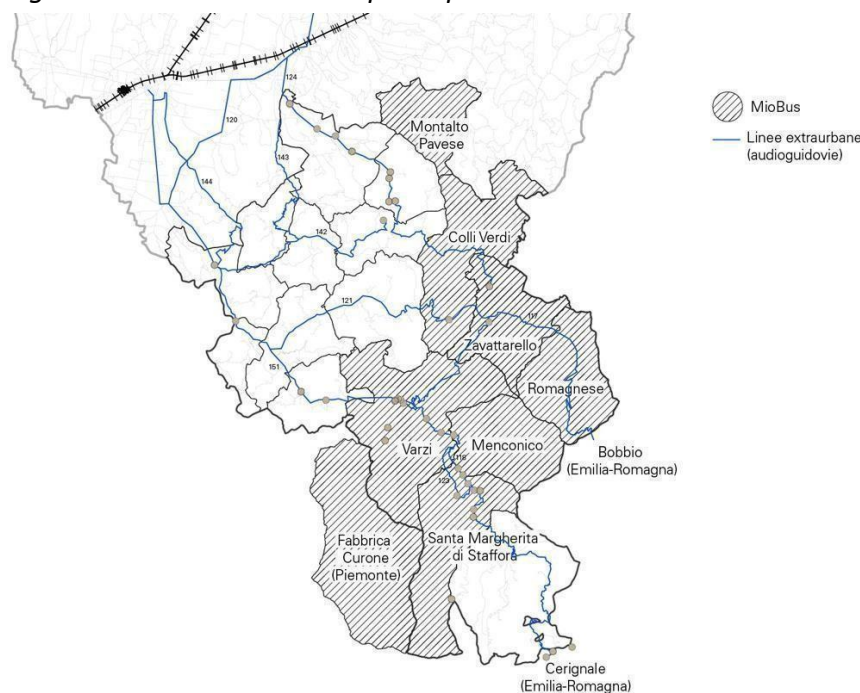 124
120
143
144
142
121
117
151
116
123
Montalto
Pavese
Colli Verdi
Zavattarello
Romagnese
Bobbio
(Emilia-Romagna)
Menconico
Varzi
Santa Margherita
di Staffora
Fabbrica
Curone
(Piemonte)
Cerignale
(Emilia-Romagna)
MioBus
Linee extraurbane
(audioguidovie)